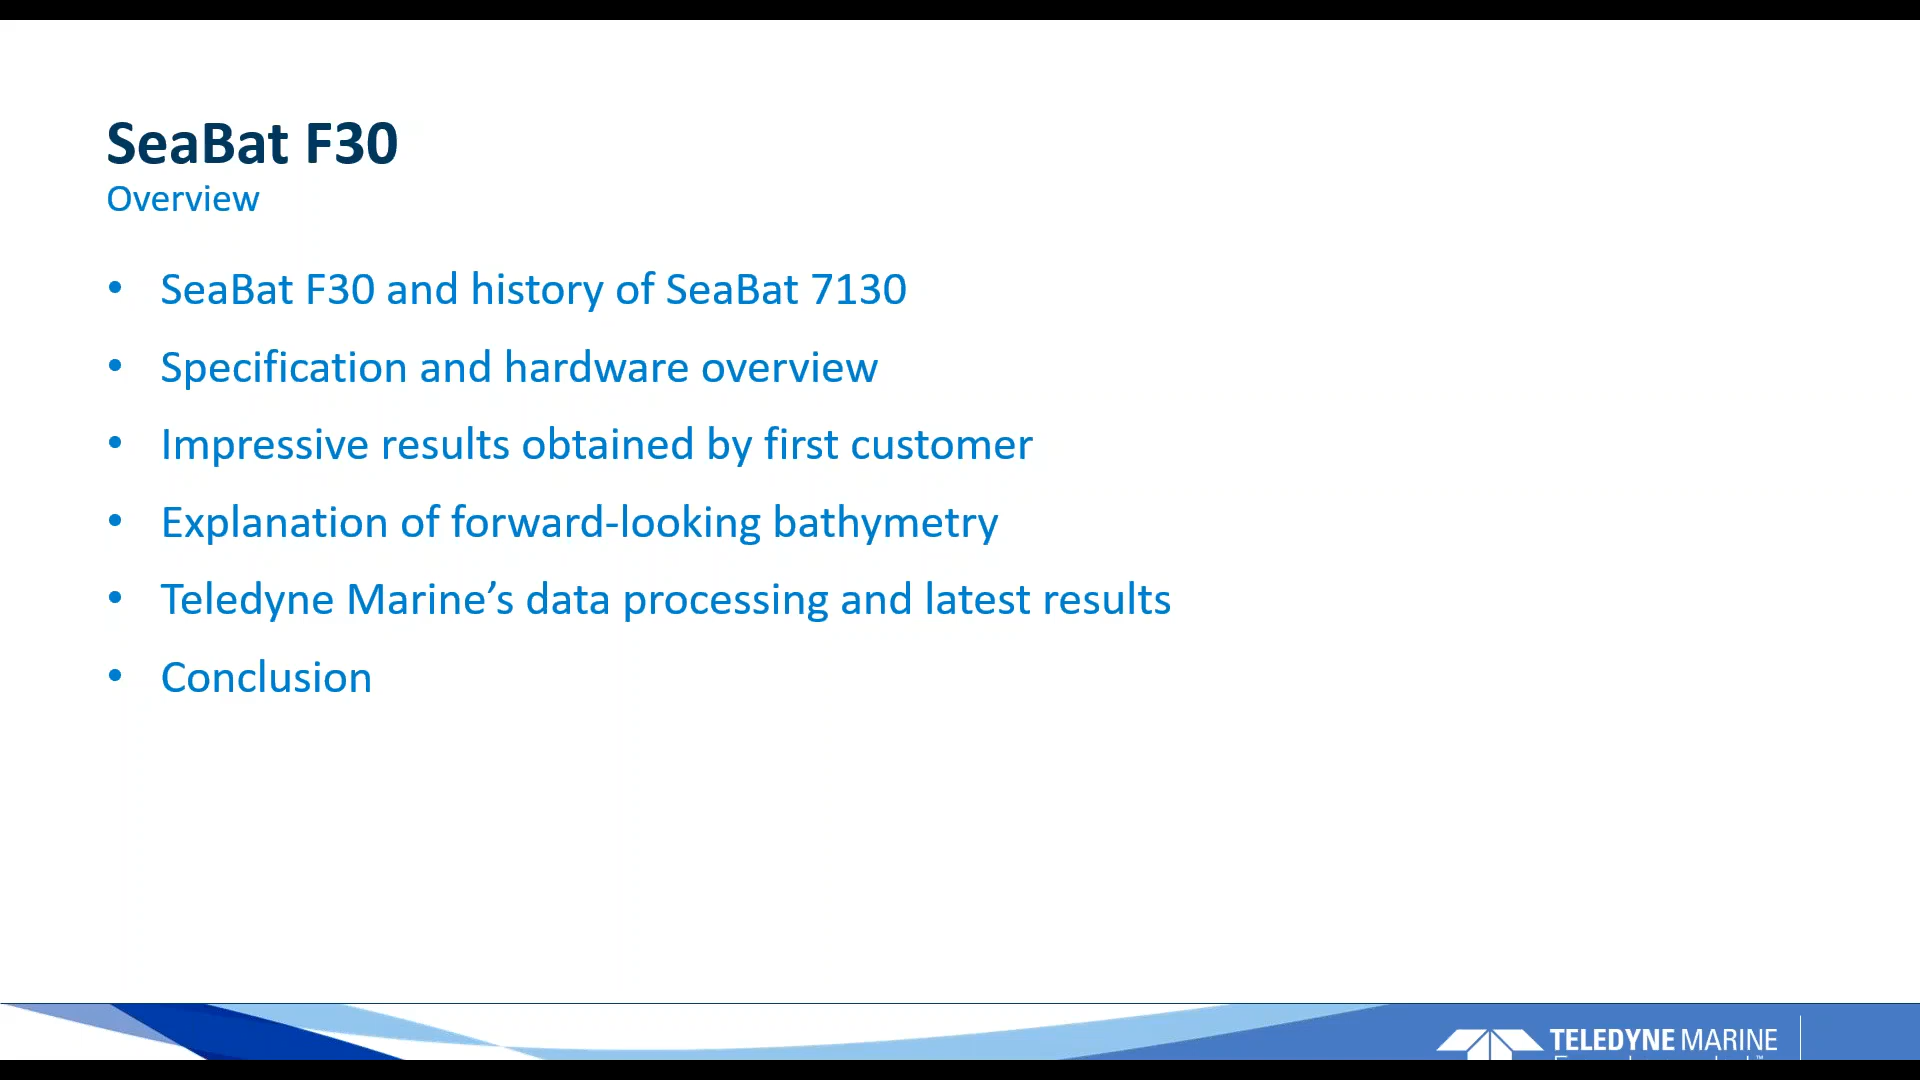 SeaBat F30
Overview
• SeaBat F30 and history of SeaBat 7130
• Specification and hardware overview
• Impressive results obtained by first customer
• Explanation of forward-looking bathymetry
• Teledyne Marine’s data processing and latest results
• Conclusion
TELEDYNE MARINE